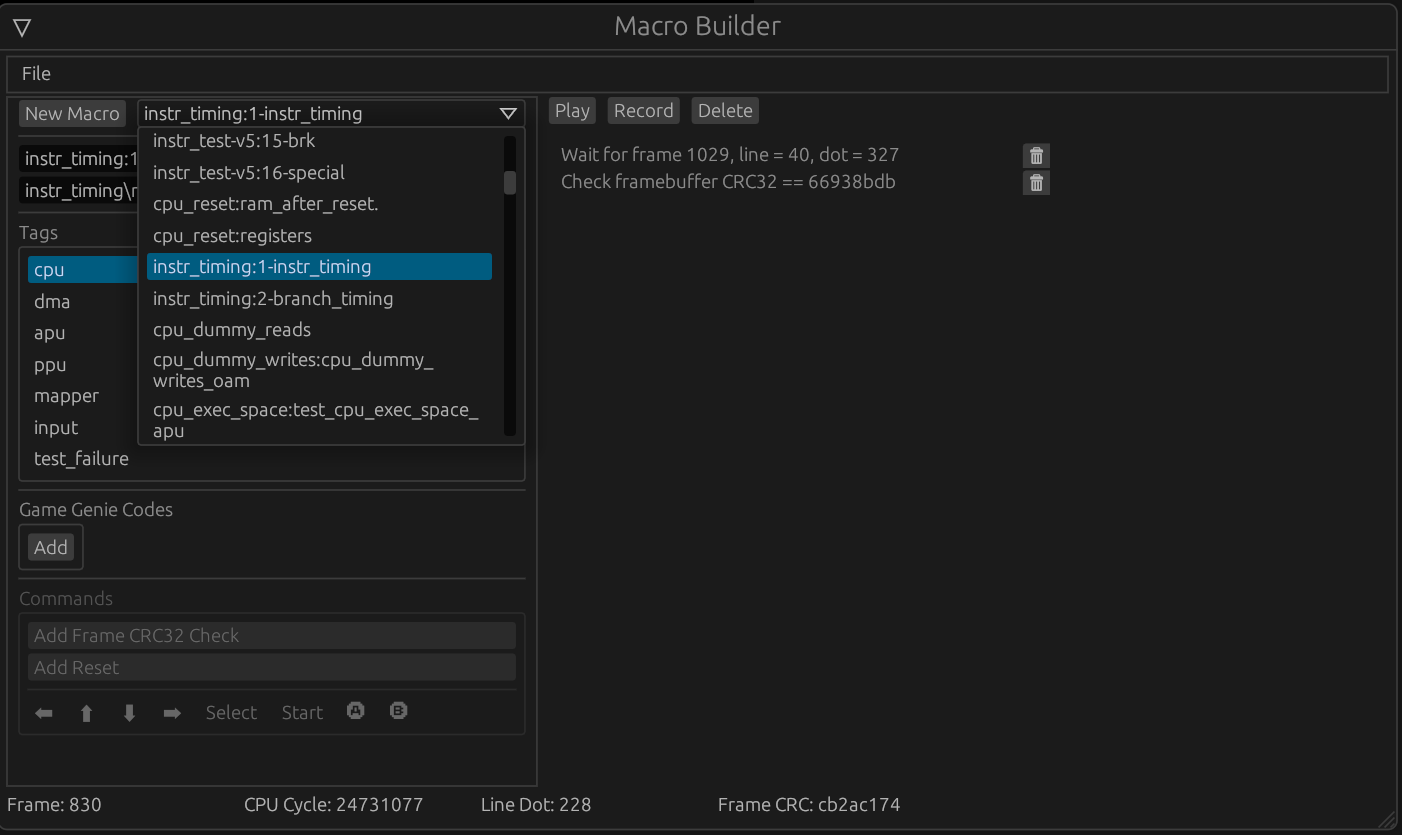 Macro Builder
File
New Macro
instr_timing:1-instr_timing
Play
Record
Delete
instr_test-v5:15-brk
instr_test-v5:16-special
cpu_reset:ram_after_reset.
cpu_reset:registers
instr_timing:1-instr_timing
instr_timing:2-branch_timing
cpu_dummy_reads
cpu_dummy_writes:cpu_dummy_
writes_oam
cpu_exec_space:test_cpu_exec_space_
apu
instr_timing:1
instr_timing\r
Tags
cpu
dma
apu
ppu
mapper
input
test_failure
Game Genie Codes
Add
Commands
Add Frame CRC32 Check
Add Reset
Select
Start
A
B
Wait for frame 1029, line = 40, dot = 327
Check framebuffer CRC32 == 66938bdb
Frame: 830
CPU Cycle: 24731077
Line Dot: 228
Frame CRC: cb2ac174